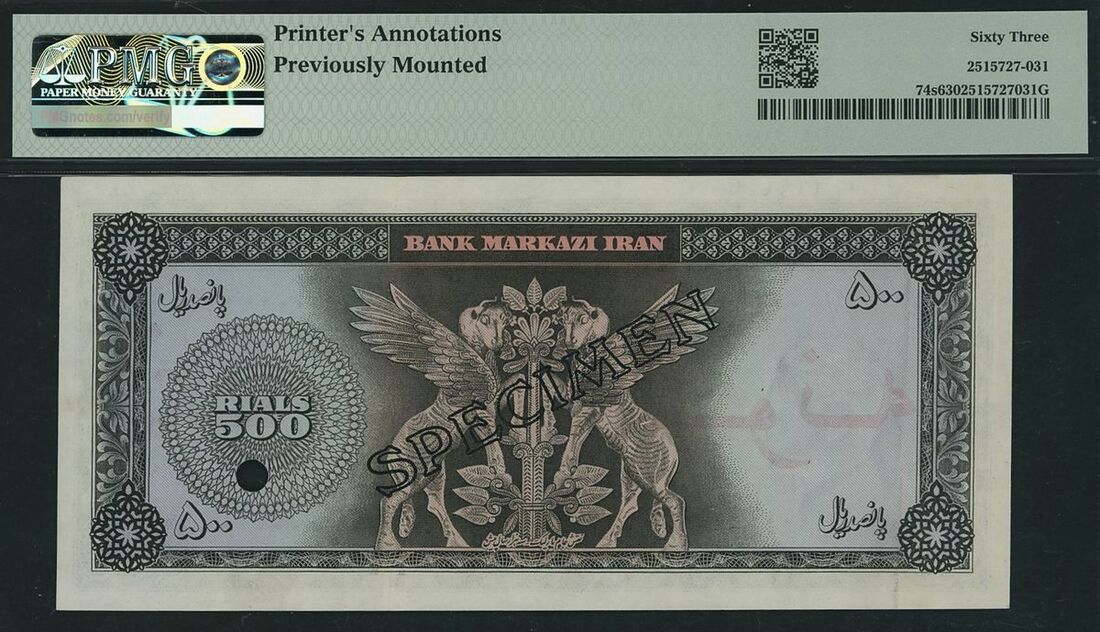 PMG
PAPER MONEY GUARANTY
PMGnotes.com/verify
Printer's Annotations
Previously Mounted
Sixty Three
2515727-031
74s6302515727031G
BANK MARKAZI IRAN
پانصد ریال
۵۰۰
RIALS
500
SPECIMEN
۵۰۰
پانصد ریال